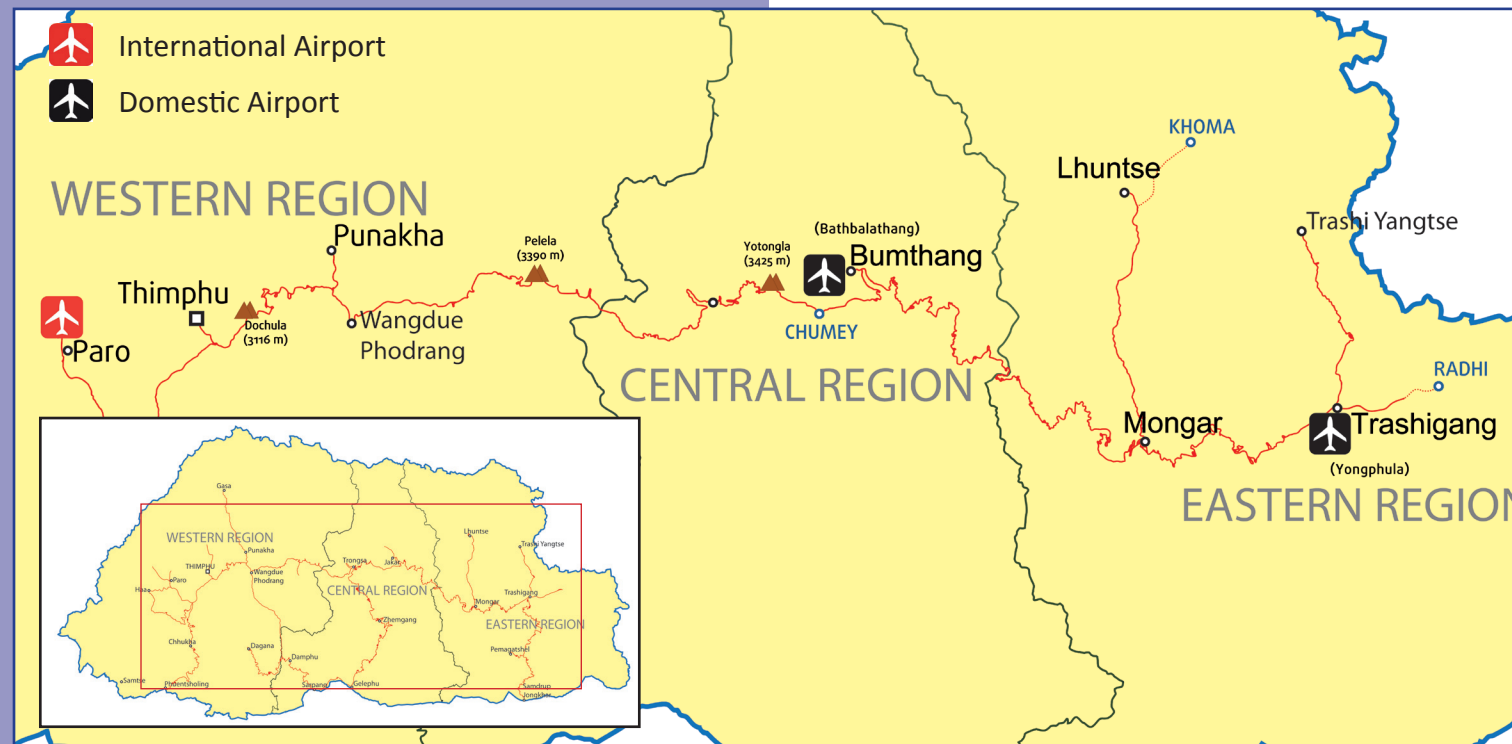 International Airport
Domestic Airport
WESTERN REGION
Punakha
Thimphu
Dochula
(3116 m)
Paro
Wangdue
Phodrang
Pelela
(3390 m)
Yotongla
(3425 m)
(Bathbalathang)
Bumthang
CHUMEY
CENTRAL REGION
KHOMA
Lhuntse
Trashi Yangtse
RADHI
Mongar
Trashigang
(Yongphula)
EASTERN REGION
Gasa
WESTERN REGION
Punakha
THIMPHU
Paro
Haa
Wangdue
Phodrang
Trongsa
Jakar
CENTRAL REGION
Lhuntse
Trashi Yangtse
Trashigang
Mongar
EASTERN REGION
Zhemgang
Chhukha
Dagana
Damphu
Pemagatshel
Samtse
Phuentsholing
Sarpang
Gelephu
Samdrup
Jongkhar